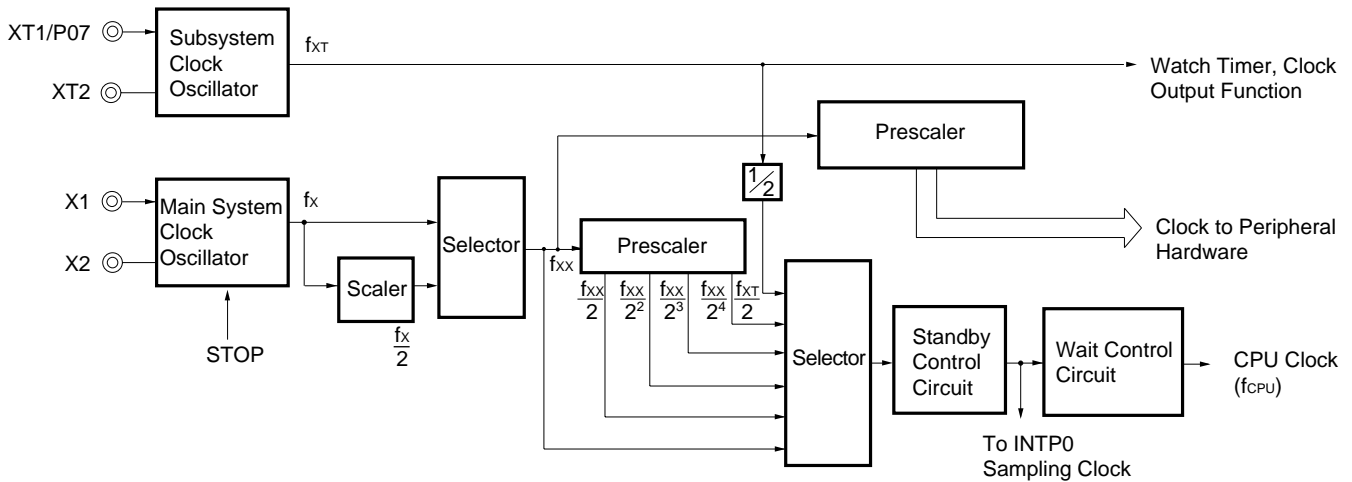 XT1/P07
XT2
Subsystem
Clock
Oscillator
fXT
Watch Timer, Clock
Output Function
Prescaler
1/2
X1
X2
Main System
Clock
Oscillator
fX
Selector
Scaler
fX/2
STOP
fXX
Prescaler
Clock to Peripheral
Hardware
fXX/2 fXX/2² fXX/2³ fXX/2⁴ fXT/2
Selector
Standby
Control
Circuit
Wait Control
Circuit
CPU Clock
(fCPU)
To INTP0
Sampling Clock